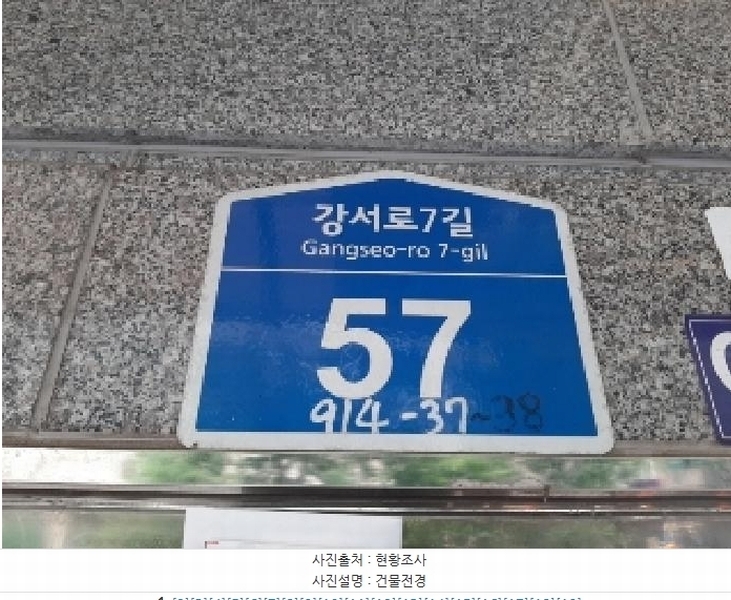 강서로7길
Gangseo-ro 7-gil
57
914-37~38
사진출처 : 현황조사
사진설명 : 건물전경